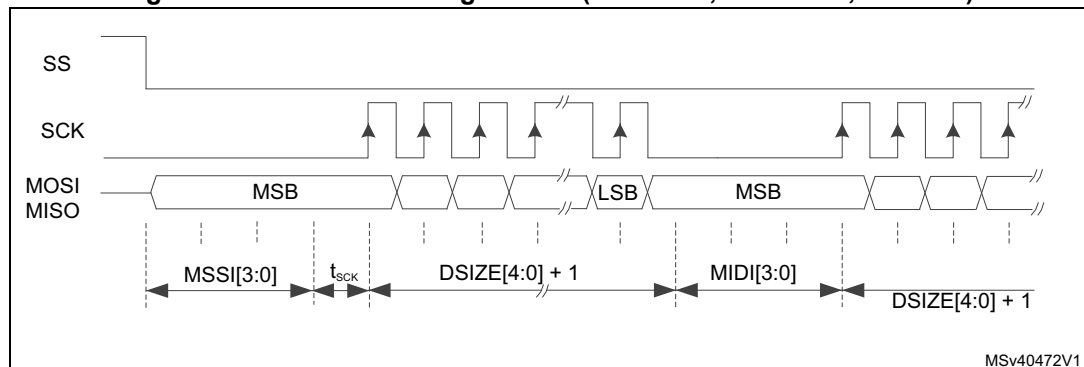 SS
SCK
MOSI
MISO
MSB
LSB
MSB
MSSI[3:0]
tSCK
DSIZE[4:0] + 1
MIDI[3:0]
DSIZE[4:0] + 1
MSv40472V1